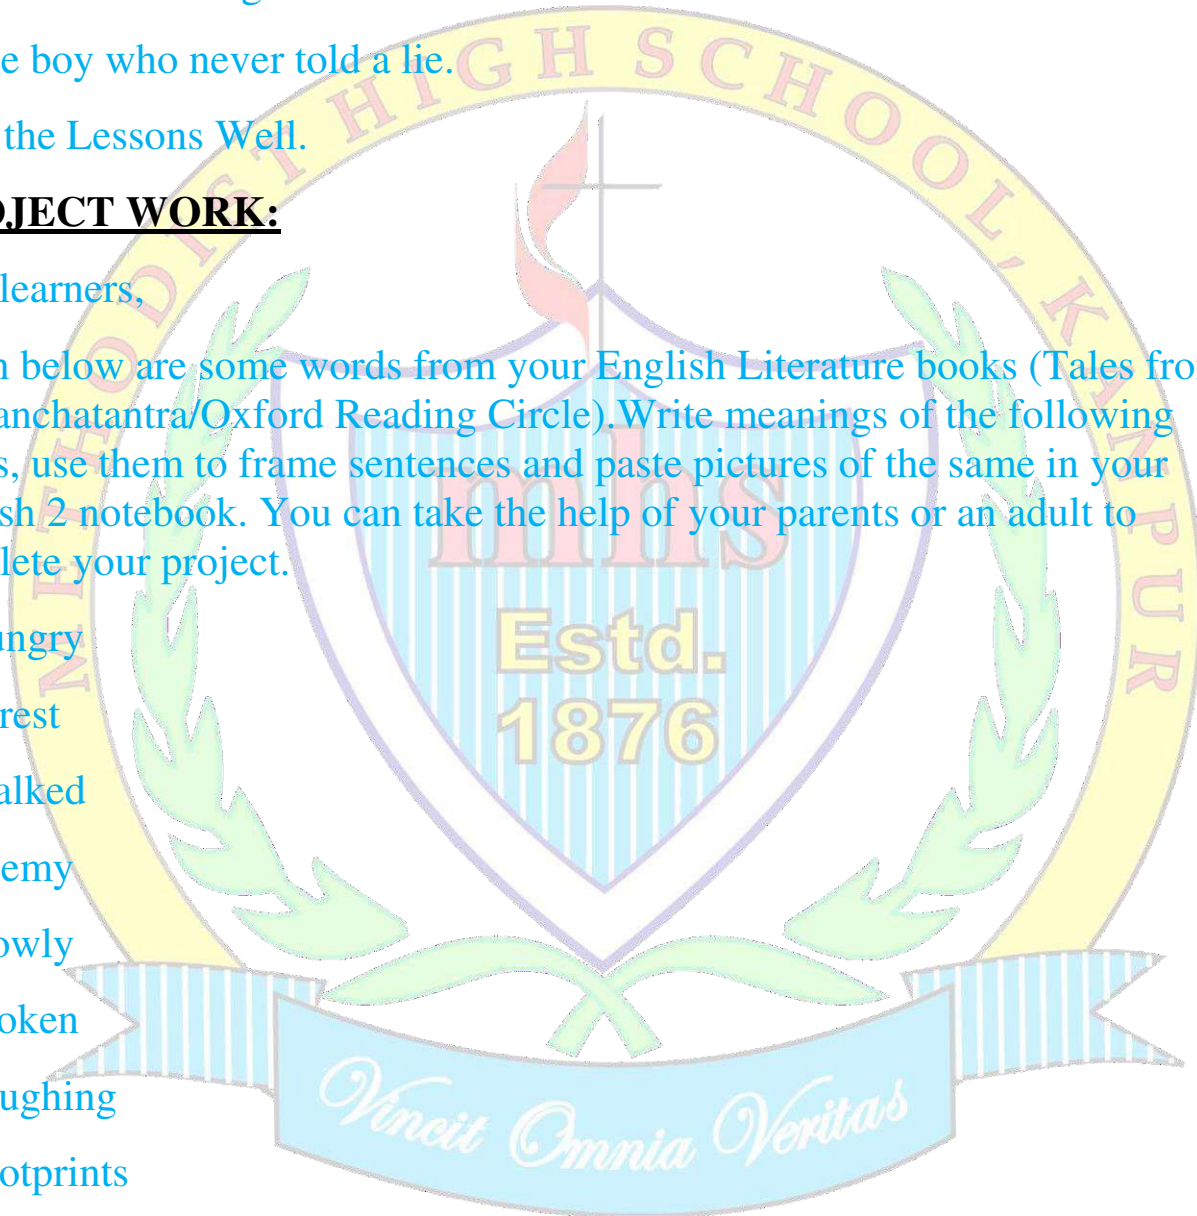 e boy who never told a lie.
the Lessons Well.
OJECT WORK:
learners,
n below are some words from your English Literature books (Tales fro
anchatantra/Oxford Reading Circle).Write meanings of the following
s, use them to frame sentences and paste pictures of the same in your
sh 2 notebook. You can take the help of your parents or an adult to
lete your project.
ungry
rest
alked
emy
owly
oken
ughing
otprints
METHODIST HIGH SCHOOL, KANPUR
mhs
Estd.
1876
Vincit Omnia Veritas